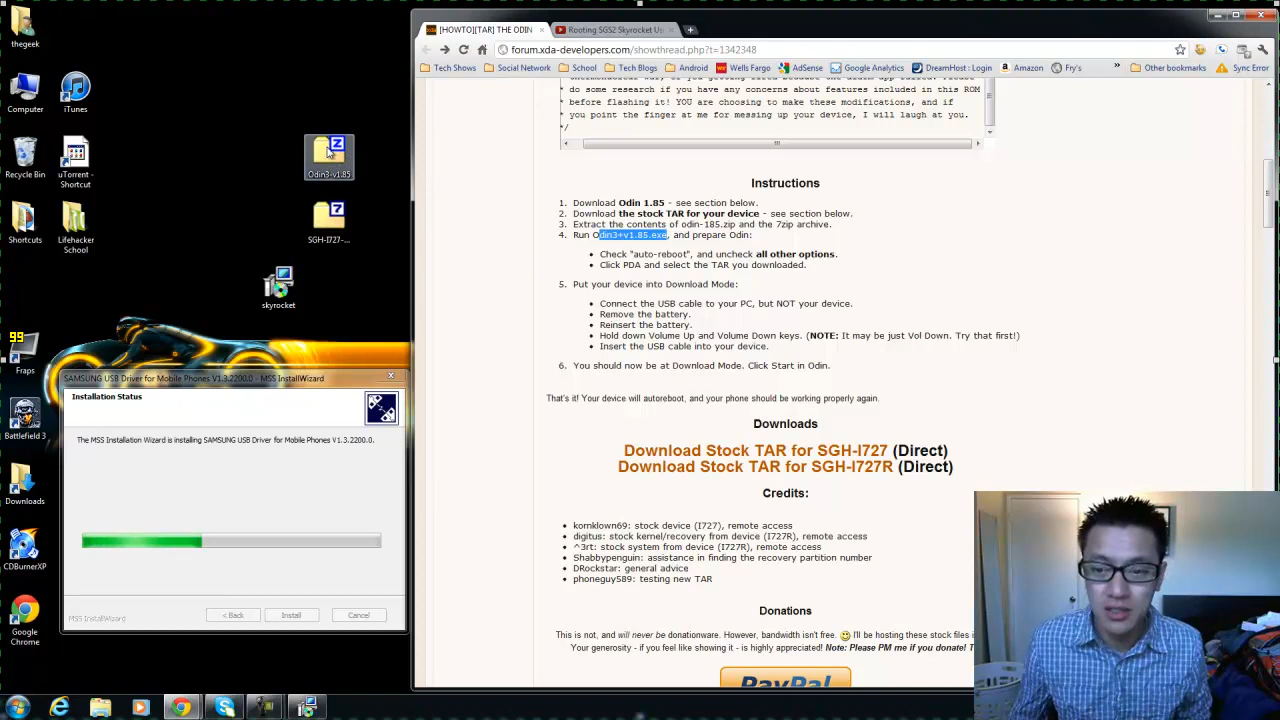 thegeek
Computer
iTunes
Recycle Bin
uTorrent - Shortcut
Odin3-v1.85
Shortcuts
Lifehacker School
SGH-I727-...
skyrocket
99
Fraps
Battlefield 3
Downloads
CDBurnerXP
Google Chrome
SAMSUNG USB Driver for Mobile Phones V1.3.2200.0 - MSS InstallWizard
Installation Status
The MSS Installation Wizard is installing SAMSUNG USB Driver for Mobile Phones V1.3.2200.0.
MSS InstallWizard
< Back
Install
Cancel
[HOWTO][TAR] THE ODIN
Rooting SGS2 Skyrocket Us
forum.xda-developers.com/showthread.php?t=1342348
Tech Shows
Social Network
School
Tech Blogs
Android
Wells Fargo
AdSense
Google Analytics
DreamHost : Login
Amazon
Fry's
»
Other bookmarks
Sync Error
* do some research if you have any concerns about features included in this ROM
* before flashing it! YOU are choosing to make these modifications, and if
* you point the finger at me for messing up your device, I will laugh at you.
*/
Instructions
1. Download Odin 1.85 - see section below.
2. Download the stock TAR for your device - see section below.
3. Extract the contents of odin-185.zip and the 7zip archive.
4. Run Odin3+v1.85.exe, and prepare Odin:
• Check "auto-reboot", and uncheck all other options.
• Click PDA and select the TAR you downloaded.
5. Put your device into Download Mode:
• Connect the USB cable to your PC, but NOT your device.
• Remove the battery.
• Reinsert the battery.
• Hold down Volume Up and Volume Down keys. (NOTE: It may be just Vol Down. Try that first!)
• Insert the USB cable into your device.
6. You should now be at Download Mode. Click Start in Odin.
That's it! Your device will autoreboot, and your phone should be working properly again.
Downloads
Download Stock TAR for SGH-I727 (Direct)
Download Stock TAR for SGH-I727R (Direct)
Credits:
• kornklown69: stock device (I727), remote access
• digitus: stock kernel/recovery from device (I727R), remote access
• ^3rt: stock system from device (I727R), remote access
• Shabbypenguin: assistance in finding the recovery partition number
• DRockstar: general advice
• phoneguy589: testing new TAR
Donations
This is not, and will never be donationware. However, bandwidth isn't free. I'll be hosting these stock files i
Your generosity - if you feel like showing it - is highly appreciated! Note: Please PM me if you donate! T
PayPal